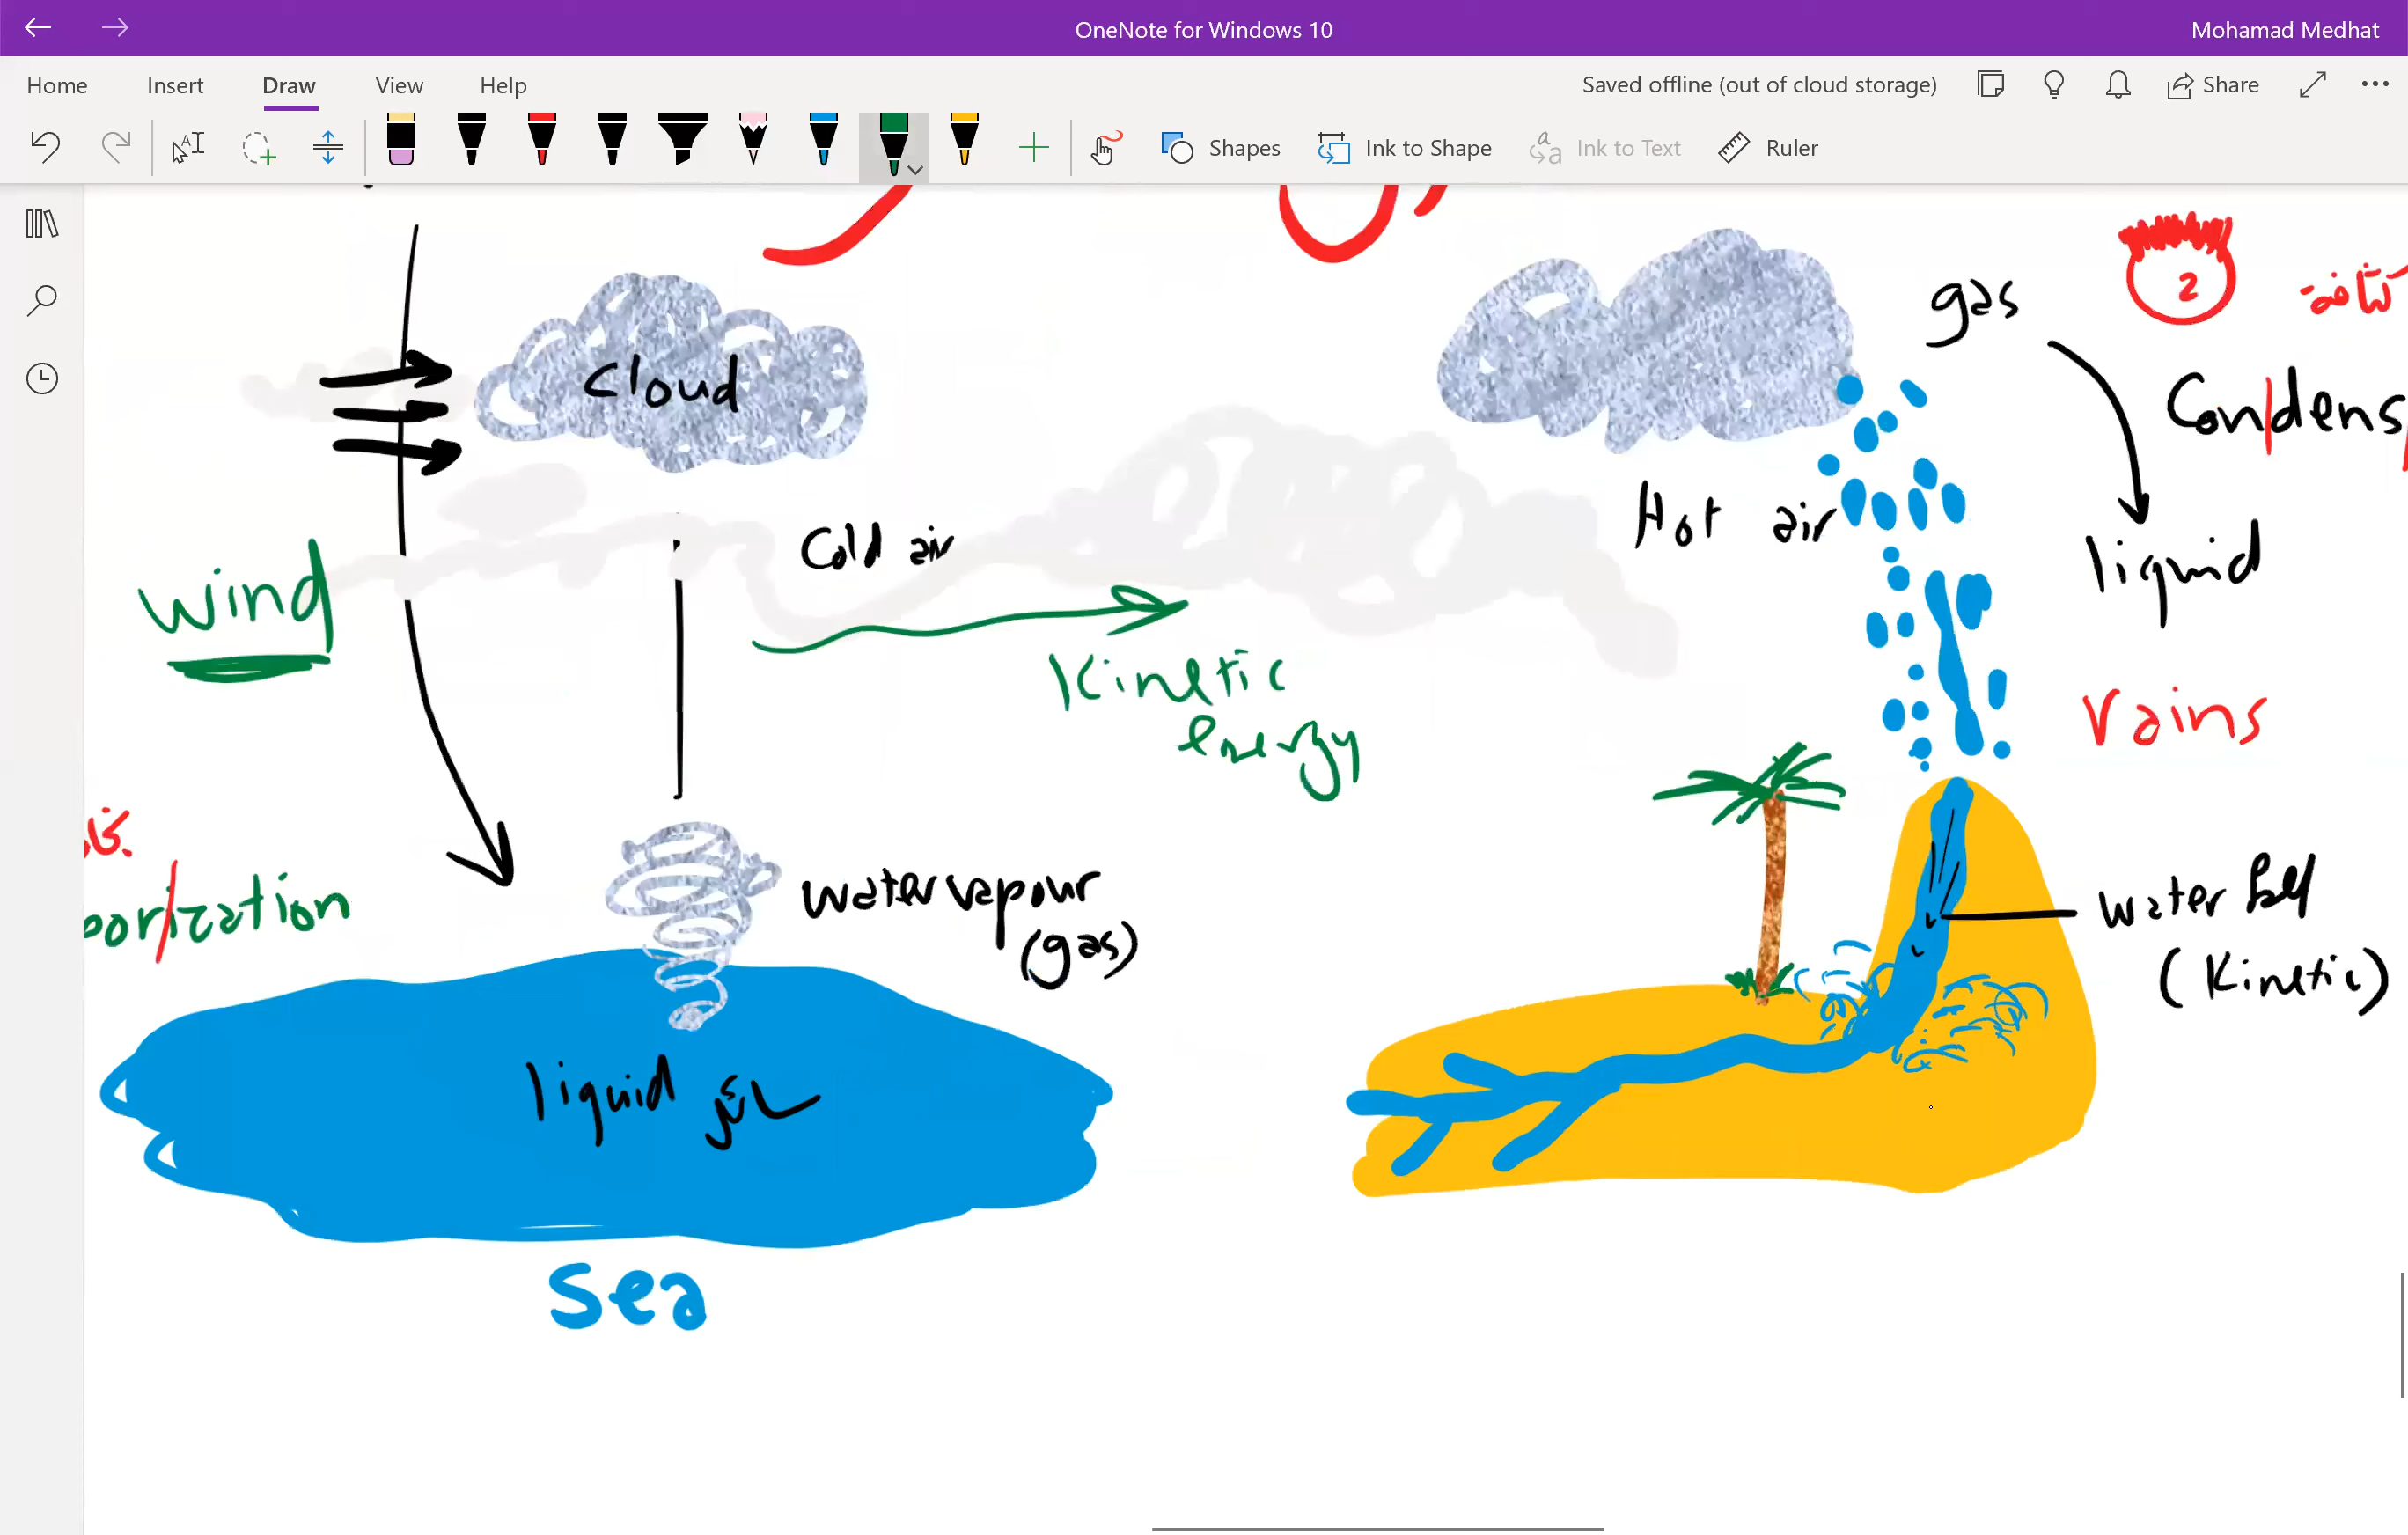 OneNote for Windows 10
Mohamad Medhat
Home Insert Draw View Help
Saved offline (out of cloud storage)
Share
Shapes
Ink to Shape
Ink to Text
Ruler
2
gas
Cloud
Condens
Hot air
Cold air
liquid
wind
Kinetic
energy
rains
water vapour
(gas)
porization
water fall
(Kinetic)
liquid سائل
Sea